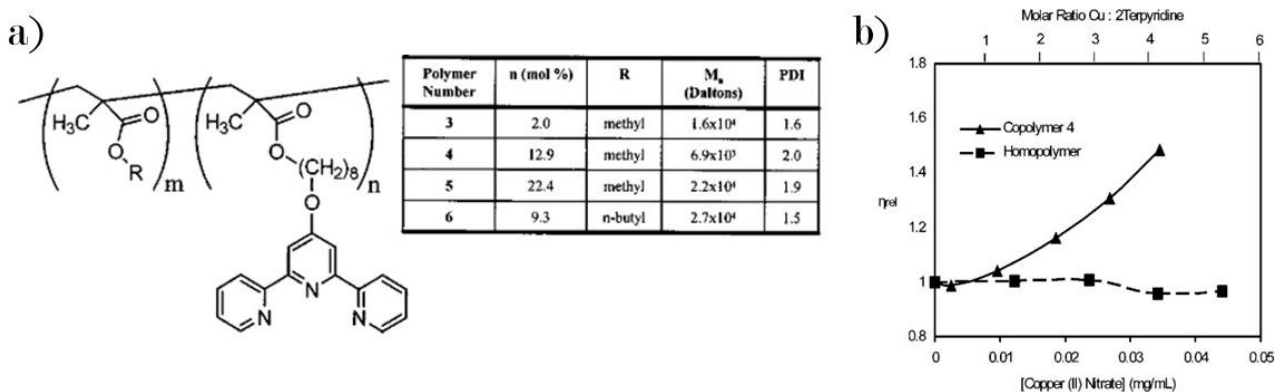 a)
H3C
O
O
R
m
H3C
O
O
(CH2)8
n
O
N
N
N
Polymer Number n (mol %) R Mn (Daltons) PDI
3 2.0 methyl 1.6x10⁴ 1.6
4 12.9 methyl 6.9x10³ 2.0
5 22.4 methyl 2.2x10⁴ 1.9
6 9.3 n-butyl 2.7x10⁴ 1.5
b)
Molar Ratio Cu : 2Terpyridine
1 2 3 4 5 6
1.8
1.6
1.4
1.2
1
0.8
ηrel
Copolymer 4
Homopolymer
0 0.01 0.02 0.03 0.04 0.05
[Copper (II) Nitrate] (mg/mL)